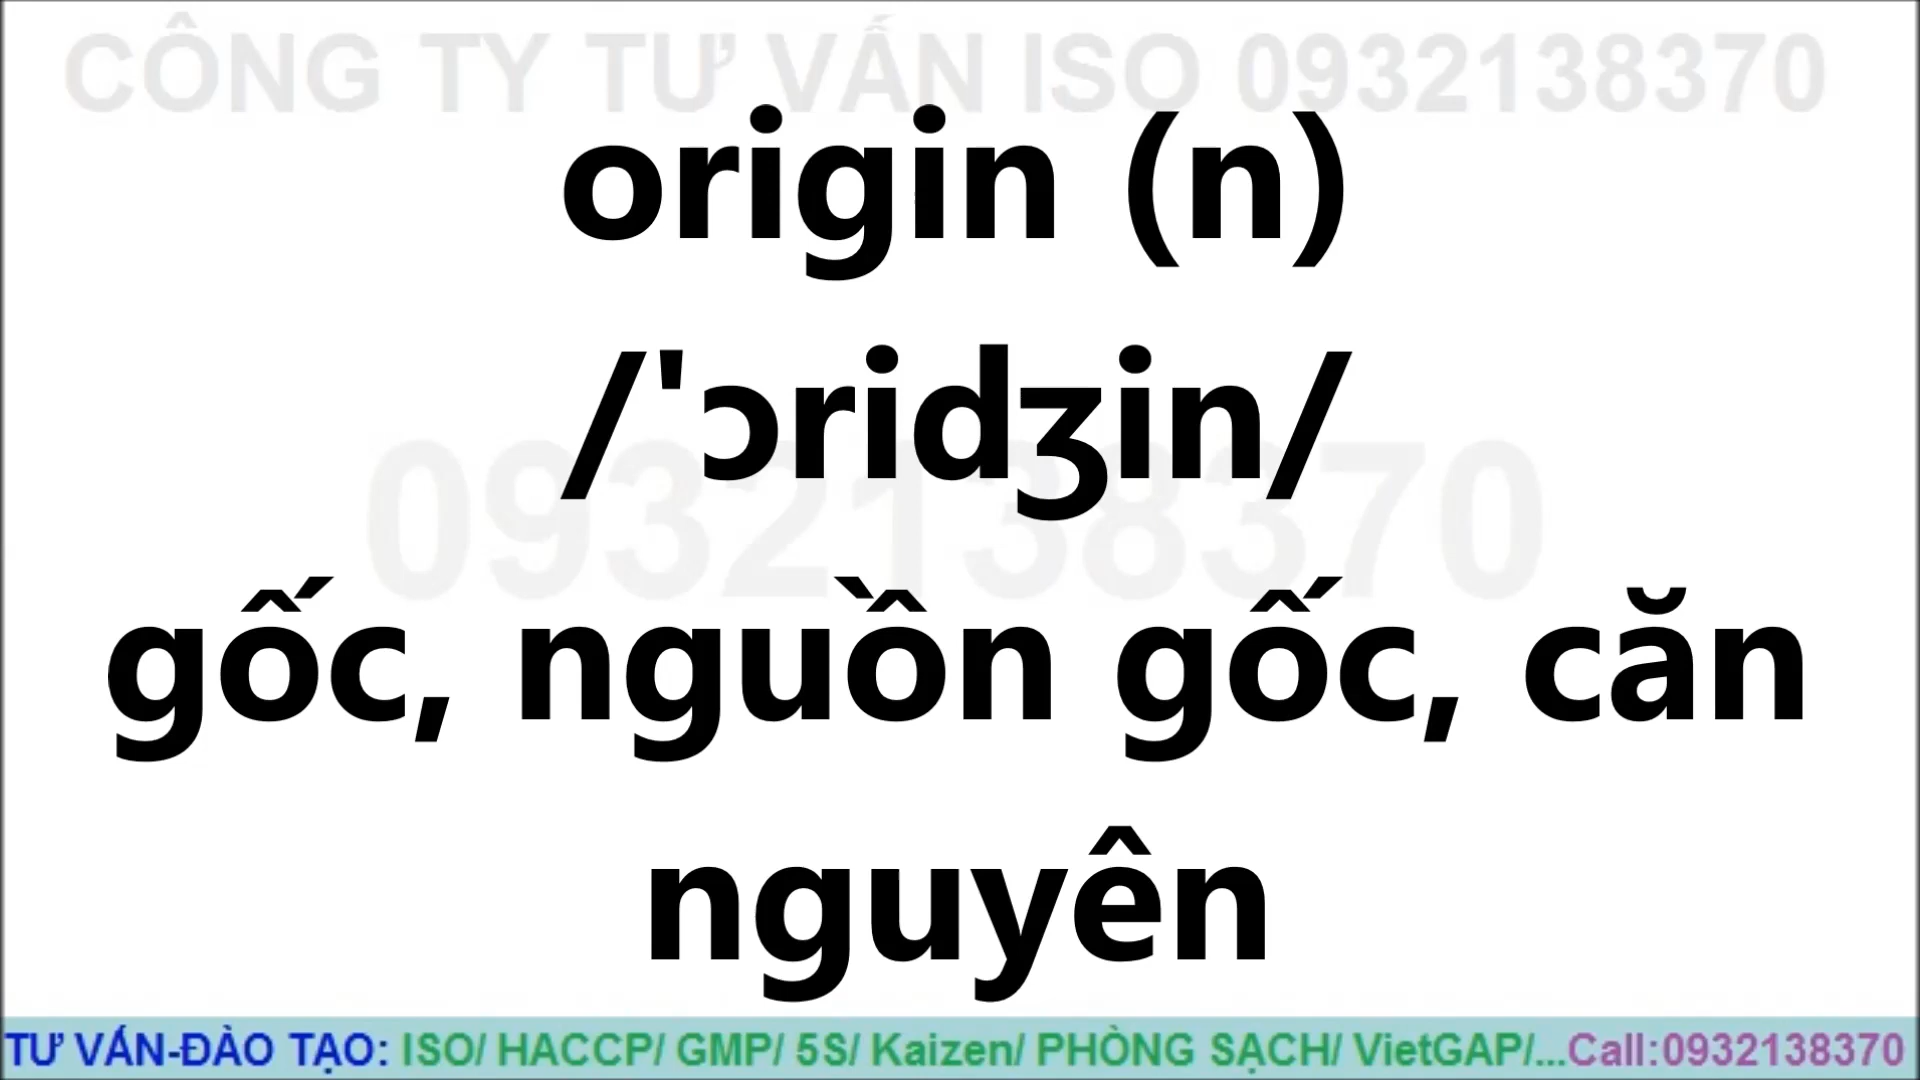 CÔNG TY TƯ VẤN ISO 0932138370
origin (n)
/'ɔridʒin/
0932138370
gốc, nguồn gốc, căn
nguyên
TƯ VẤN-ĐÀO TẠO: ISO/ HACCP/ GMP/ 5S/ Kaizen/ PHÒNG SẠCH/ VietGAP/...Call:0932138370